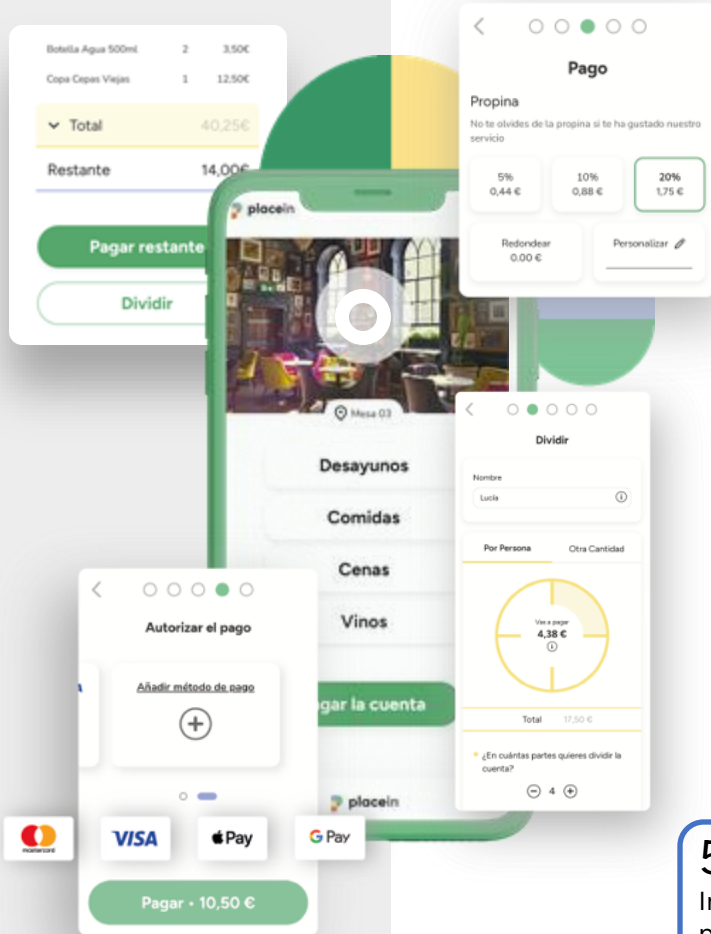 Botella Agua 500ml 2 3,50€
Copa Cepas Viejas 1 12,50€
Total 40,25€
Restante 14,00€
Pagar restante
Dividir
Pago
Propina
No te olvides de la propina si te ha gustado nuestro
servicio
5% 10% 20%
0,44 € 0,88 € 1,75 €
Redondear Personalizar
0.00 €
placein
Mesa 03
Desayunos
Comidas
Cenas
Vinos
gar la cuenta
placein
Dividir
Nombre
Lucía
Por Persona Otra Cantidad
Vas a pagar
4,38 €
Total 17,50 €
* ¿En cuántas partes quieres dividir la
cuenta?
4
Autorizar el pago
Añadir método de pago
mastercard VISA Pay G Pay
Pagar • 10,50 €